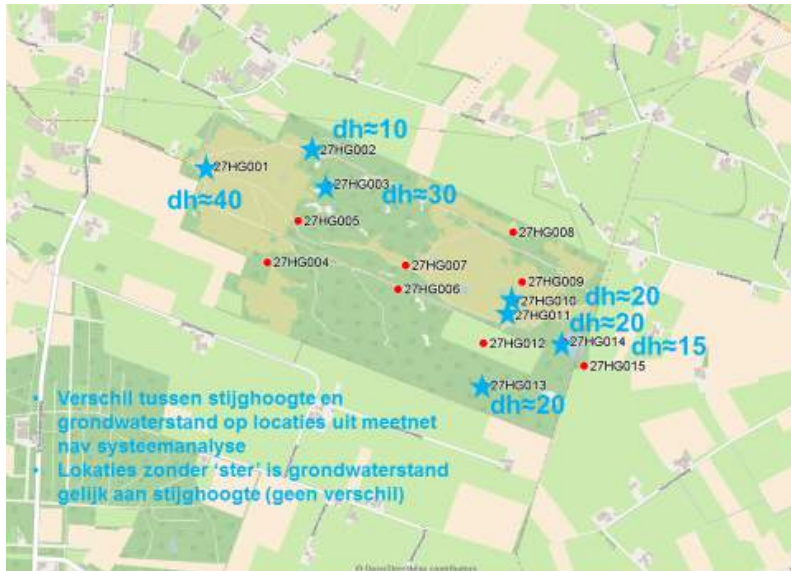 dh≈10
27HG002
27HG001
27HG003
dh≈40
dh≈30
27HG005
27HG008
27HG004
27HG007
27HG009
27HG006
27HG010
dh≈20
27HG011
dh≈20
27HG012
27HG014
dh≈15
27HG015
27HG013
dh≈20
• Verschil tussen stijghoogte en
grondwaterstand op locaties uit meetnet
nav systeemanalyse
• Lokaties zonder ‘ster’ is grondwaterstand
gelijk aan stijghoogte (geen verschil)
© OpenStreetMap contributors